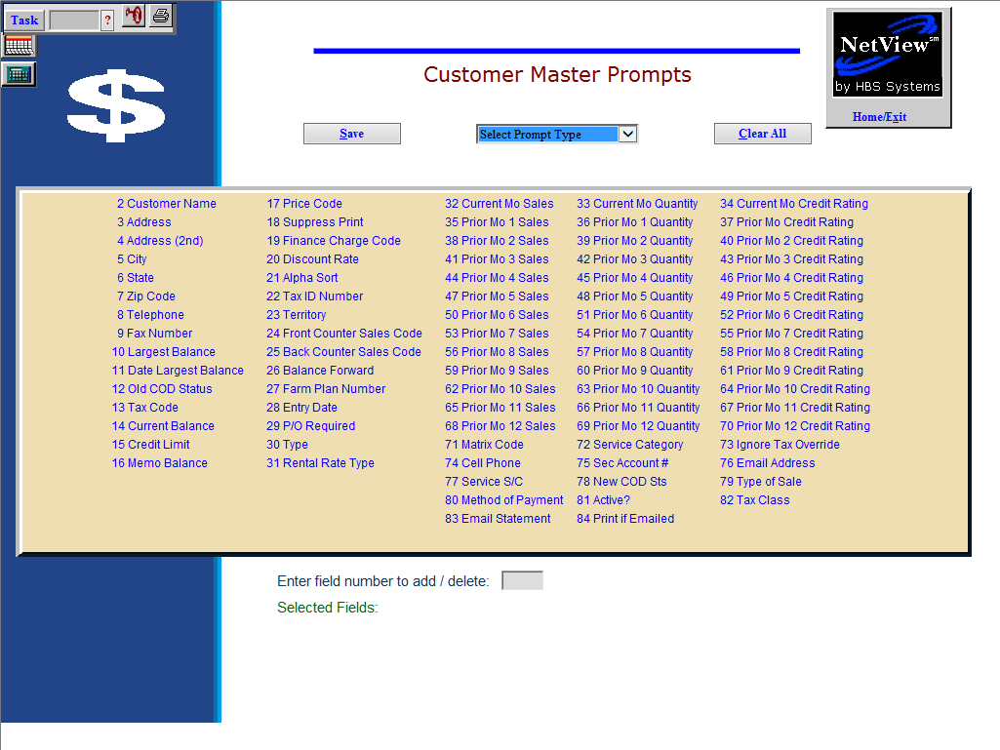 Task ?
$
Customer Master Prompts
NetView sm
by HBS Systems
Home/Exit
Save Select Prompt Type Clear All
2 Customer Name 17 Price Code 32 Current Mo Sales 33 Current Mo Quantity 34 Current Mo Credit Rating
3 Address 18 Suppress Print 35 Prior Mo 1 Sales 36 Prior Mo 1 Quantity 37 Prior Mo Credit Rating
4 Address (2nd) 19 Finance Charge Code 38 Prior Mo 2 Sales 39 Prior Mo 2 Quantity 40 Prior Mo 2 Credit Rating
5 City 20 Discount Rate 41 Prior Mo 3 Sales 42 Prior Mo 3 Quantity 43 Prior Mo 3 Credit Rating
6 State 21 Alpha Sort 44 Prior Mo 4 Sales 45 Prior Mo 4 Quantity 46 Prior Mo 4 Credit Rating
7 Zip Code 22 Tax ID Number 47 Prior Mo 5 Sales 48 Prior Mo 5 Quantity 49 Prior Mo 5 Credit Rating
8 Telephone 23 Territory 50 Prior Mo 6 Sales 51 Prior Mo 6 Quantity 52 Prior Mo 6 Credit Rating
9 Fax Number 24 Front Counter Sales Code 53 Prior Mo 7 Sales 54 Prior Mo 7 Quantity 55 Prior Mo 7 Credit Rating
10 Largest Balance 25 Back Counter Sales Code 56 Prior Mo 8 Sales 57 Prior Mo 8 Quantity 58 Prior Mo 8 Credit Rating
11 Date Largest Balance 26 Balance Forward 59 Prior Mo 9 Sales 60 Prior Mo 9 Quantity 61 Prior Mo 9 Credit Rating
12 Old COD Status 27 Farm Plan Number 62 Prior Mo 10 Sales 63 Prior Mo 10 Quantity 64 Prior Mo 10 Credit Rating
13 Tax Code 28 Entry Date 65 Prior Mo 11 Sales 66 Prior Mo 11 Quantity 67 Prior Mo 11 Credit Rating
14 Current Balance 29 P/O Required 68 Prior Mo 12 Sales 69 Prior Mo 12 Quantity 70 Prior Mo 12 Credit Rating
15 Credit Limit 30 Type 71 Matrix Code 72 Service Category 73 Ignore Tax Override
16 Memo Balance 31 Rental Rate Type 74 Cell Phone 75 Sec Account # 76 Email Address
77 Service S/C 78 New COD Sts 79 Type of Sale
80 Method of Payment 81 Active? 82 Tax Class
83 Email Statement 84 Print if Emailed
Enter field number to add / delete:
Selected Fields: